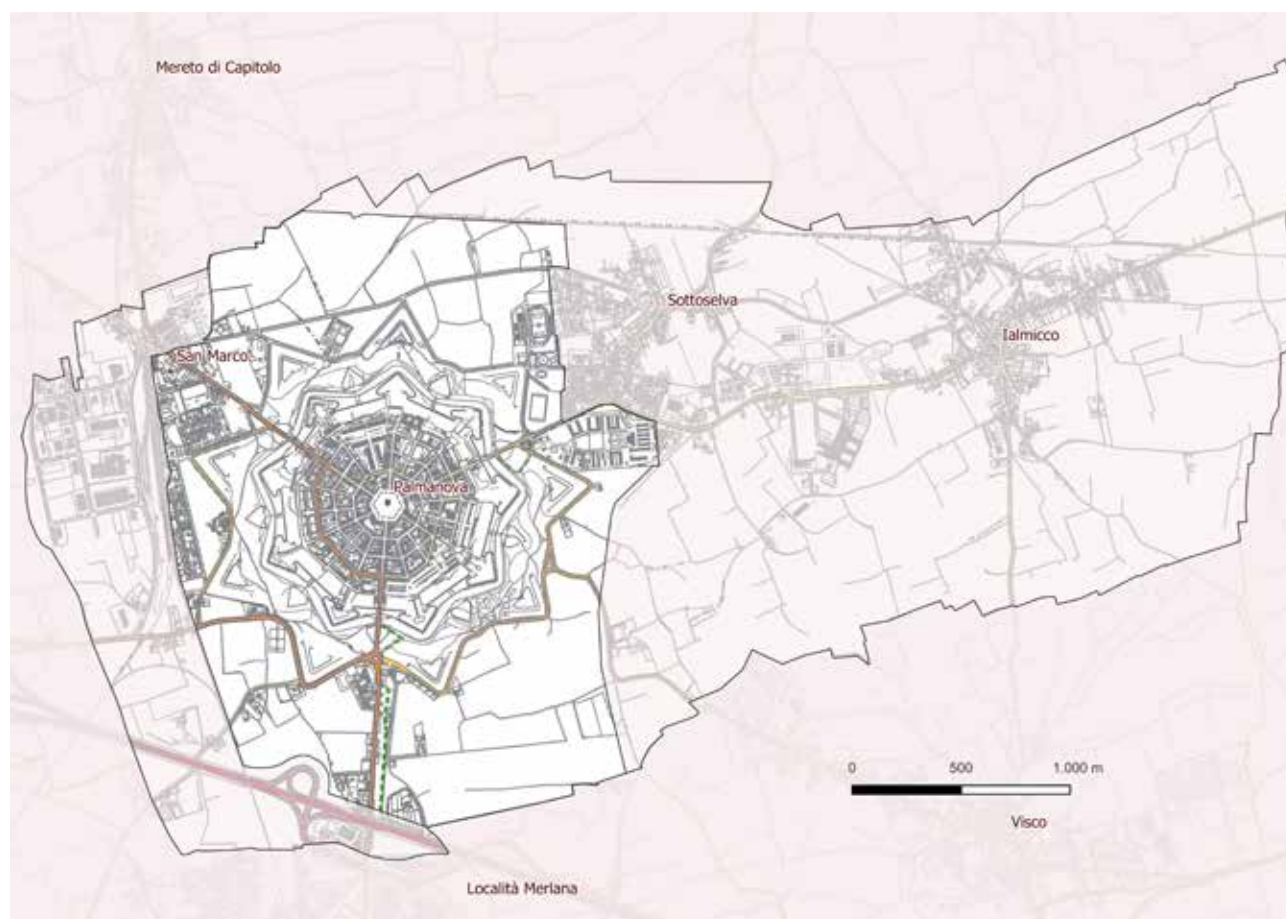 Mereto di Capitolo
Sottoselva
Ialmicco
San Marco
Palmanova
0 500 1.000 m
Visco
Località Merlana